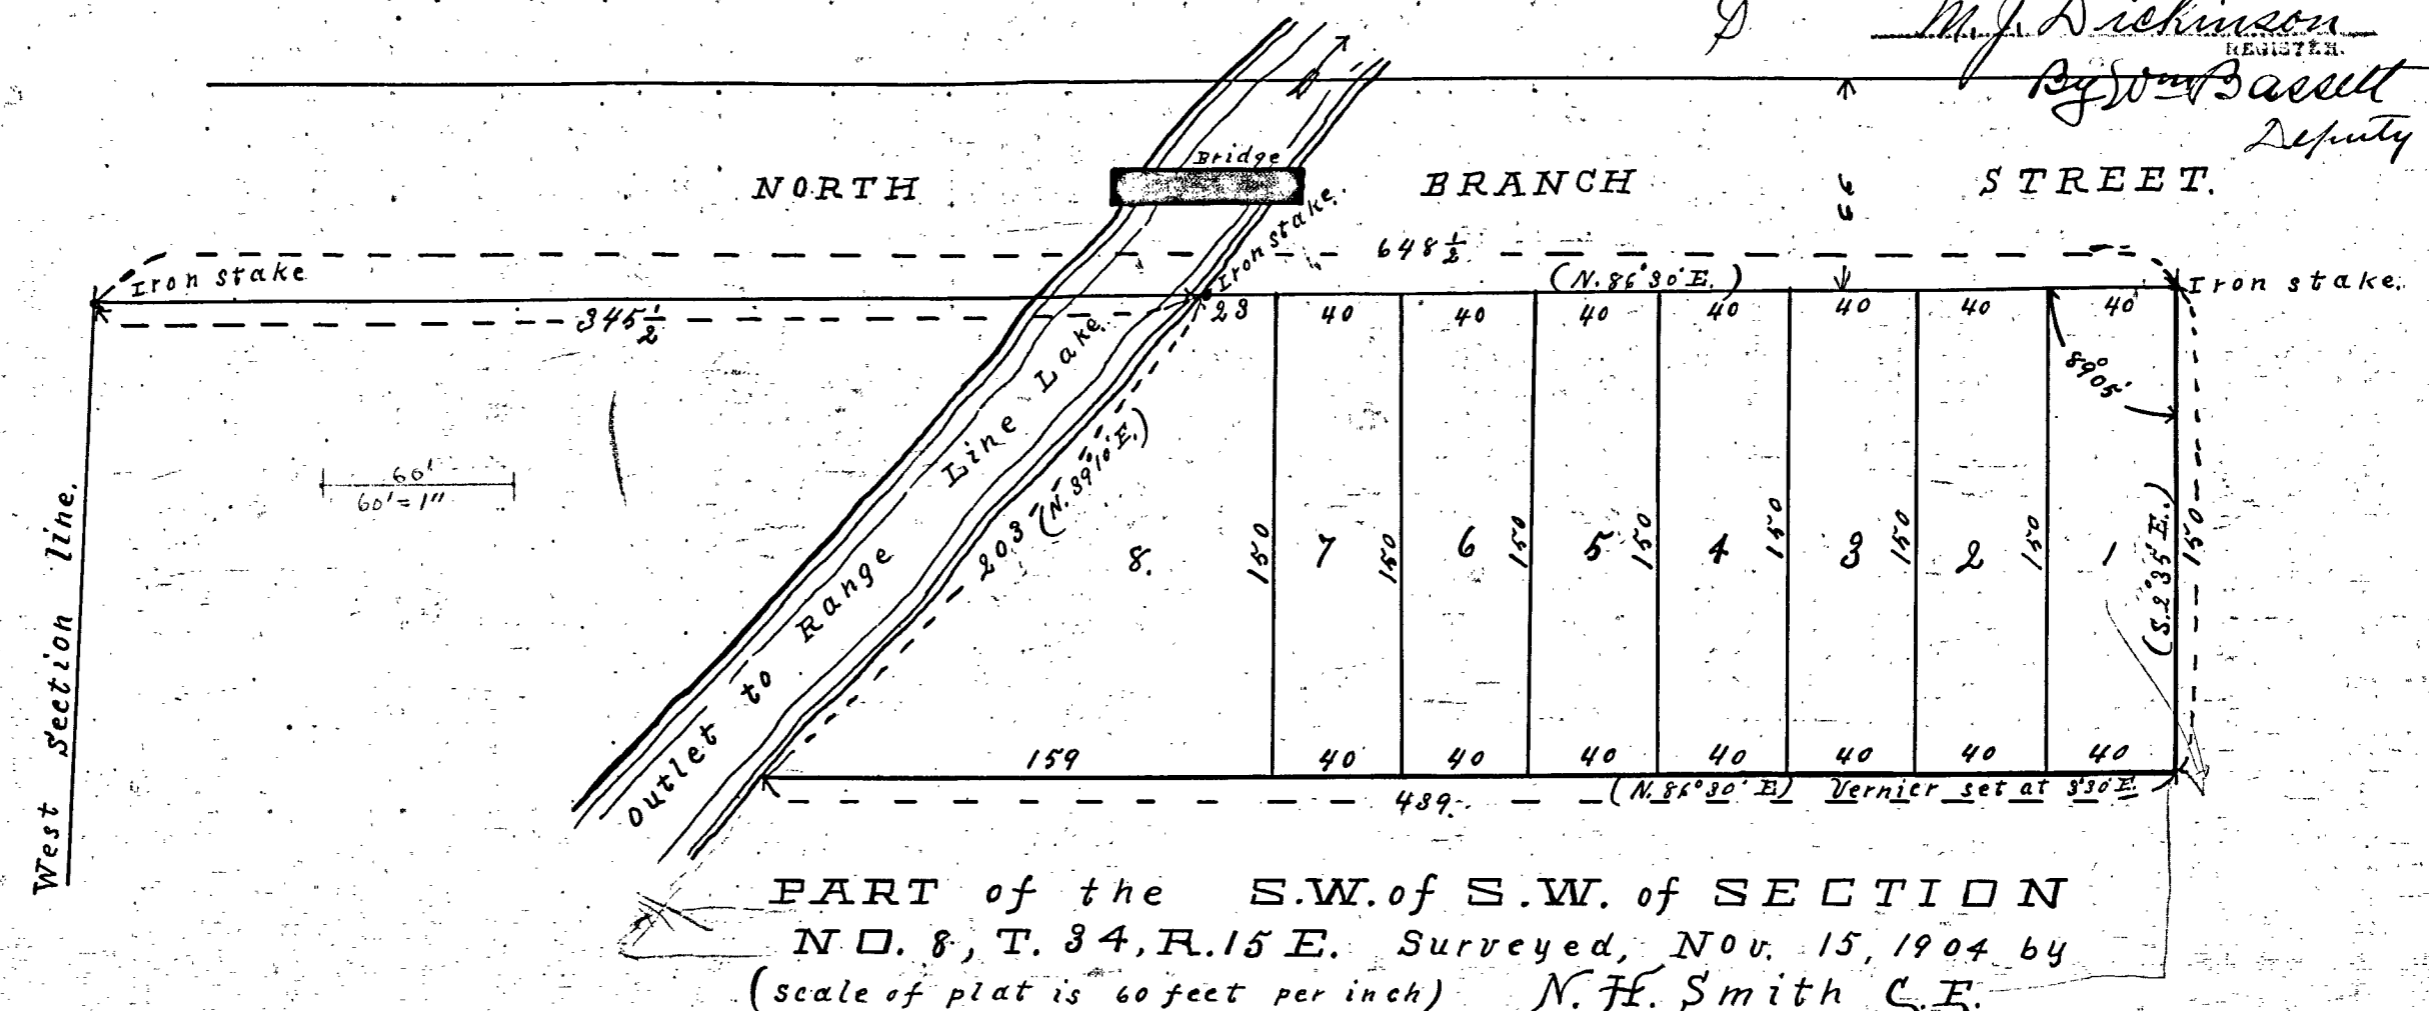 M. J. Dickinson
REGISTER.
By Wm Bassett
Deputy
Bridge
NORTH BRANCH STREET.
66
Iron stake
Iron stake.
648 1/2
(N. 86° 30' E.)
Iron stake.
345 1/2
23 40 40 40 40 40 40 40
89° 05'
60'
60' = 1"
West Section line.
Outlet to Range Line Lake.
203 (N. 39° 10' E.)
8. 150 7 150 6 150 5 150 4 150 3 150 2 150 1
(S. 2° 35' E.)
150
159 40 40 40 40 40 40 40
439. (N. 86° 30' E) Vernier set at 3° 30' E.
PART of the S.W. of S.W. of SECTION
NO. 8, T. 34, R. 15 E. Surveyed, Nov. 15, 1904 by
(scale of plat is 60 feet per inch) N. H. Smith C.E.